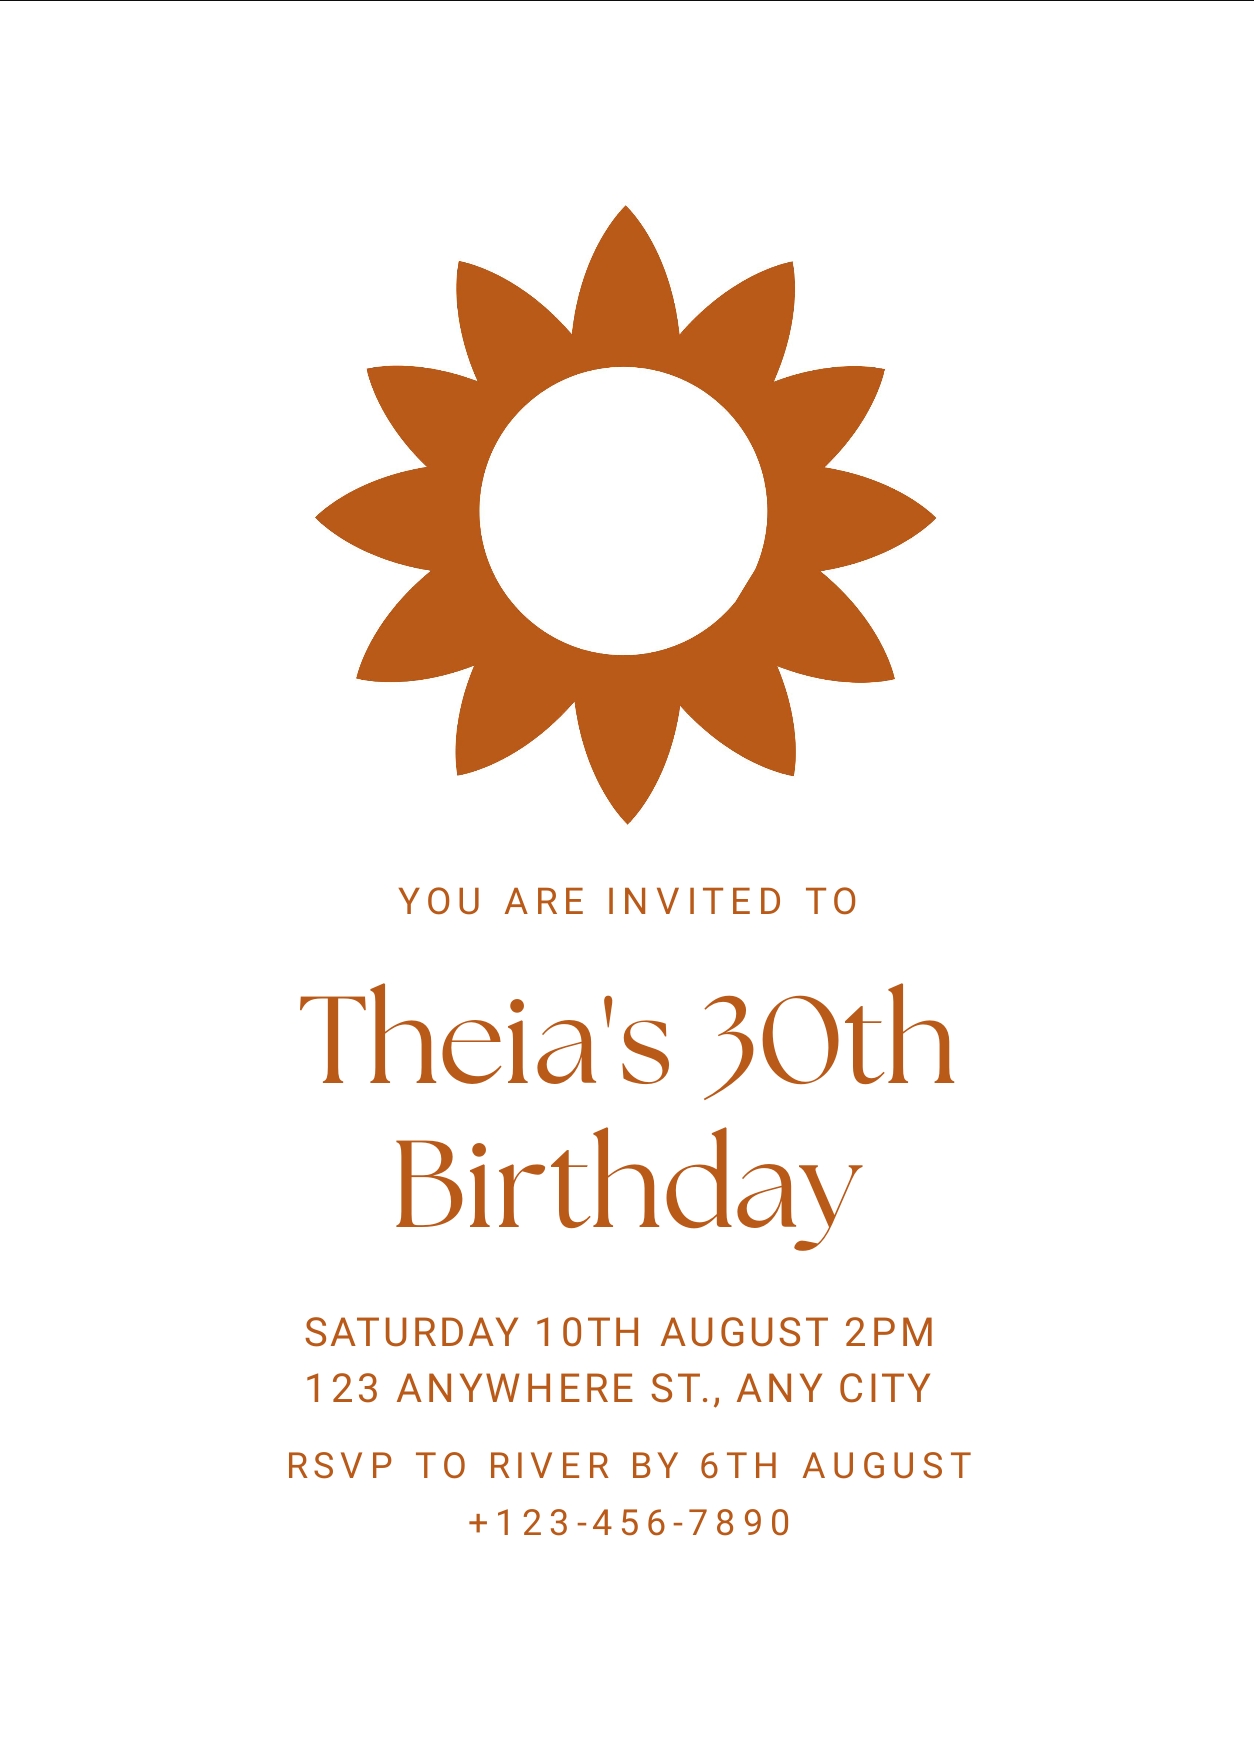 YOU ARE INVITED TO
Theia's 30th
Birthday
SATURDAY 10TH AUGUST 2PM
123 ANYWHERE ST., ANY CITY
RSVP TO RIVER BY 6TH AUGUST
+123-456-7890